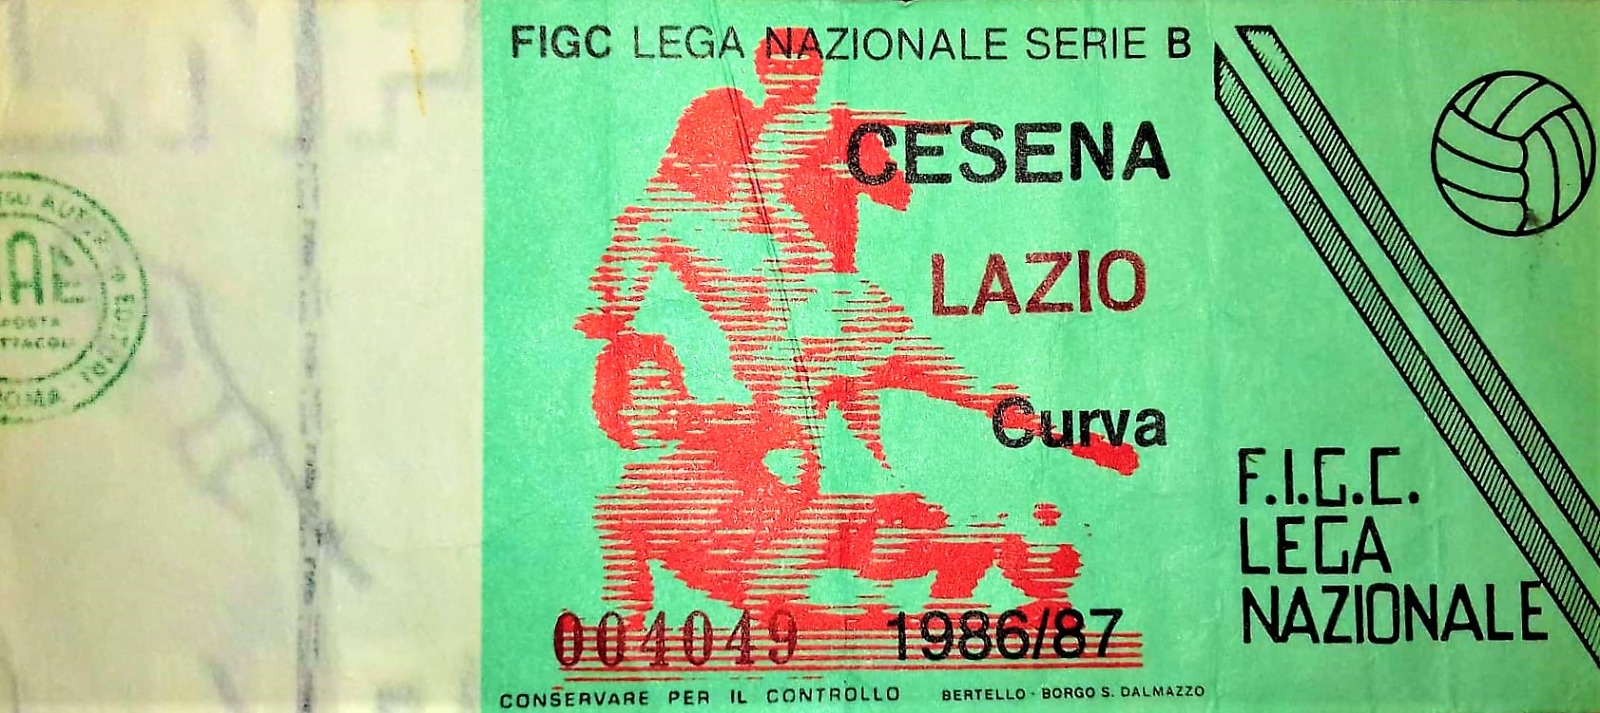 FIGC LEGA NAZIONALE SERIE B
CESENA
LAZIO
Curva
004049 1986/87
CONSERVARE PER IL CONTROLLO BERTELLO - BORGO S. DALMAZZO
F.I.G.C.
LEGA
NAZIONALE